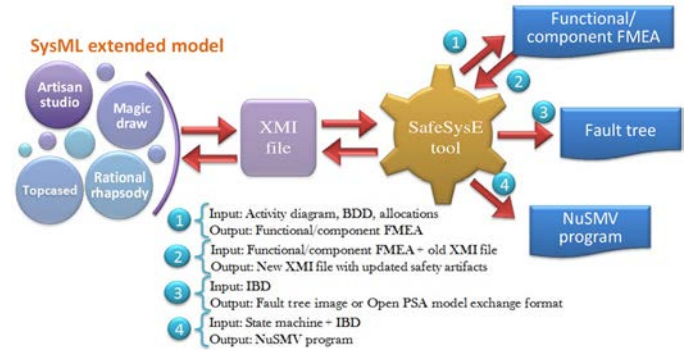 SysML extended model
Artisan
studio
Magic
draw
Topcased
Rational
rhapsody
XMI
file
SafeSysE
tool
1
2
3
4
Functional/
component FMEA
Fault tree
NuSMV
program
1
Input: Activity diagram, BDD, allocations
Output: Functional/component FMEA
2
Input: Functional/component FMEA + old XMI file
Output: New XMI file with updated safety artifacts
3
Input: IBD
Output: Fault tree image or Open PSA model exchange format
4
Input: State machine + IBD
Output: NuSMV program